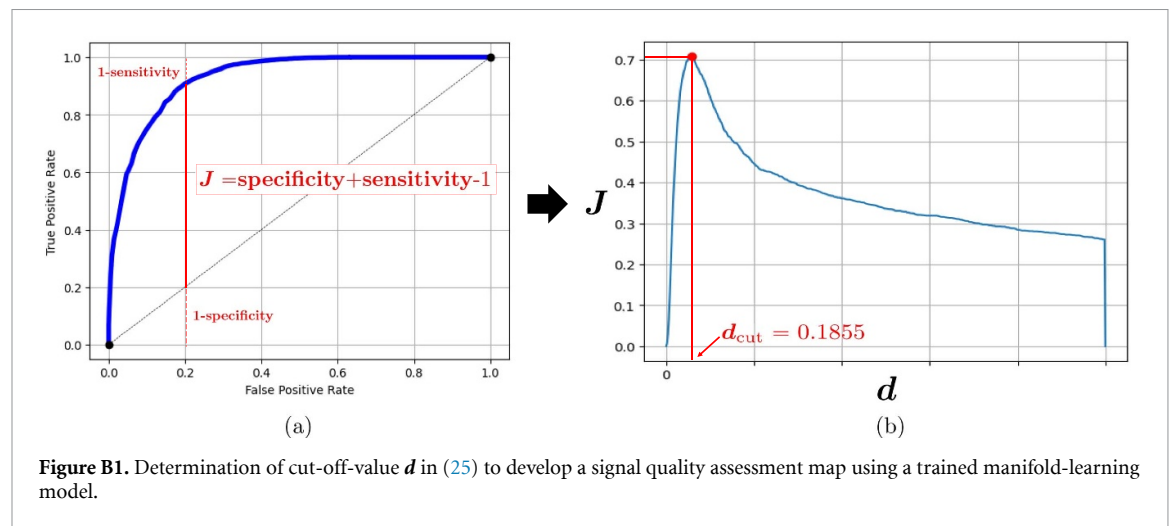 1.0
0.8
0.6
0.4
0.2
0.0
True Positive Rate
1-sensitivity
J =specificity+sensitivity-1
1-specificity
0.0 0.2 0.4 0.6 0.8 1.0
False Positive Rate
(a)
J
0.7
0.6
0.5
0.4
0.3
0.2
0.1
0.0
d_cut = 0.1855
0
d
(b)
Figure B1. Determination of cut-off-value d in (25) to develop a signal quality assessment map using a trained manifold-learning
model.